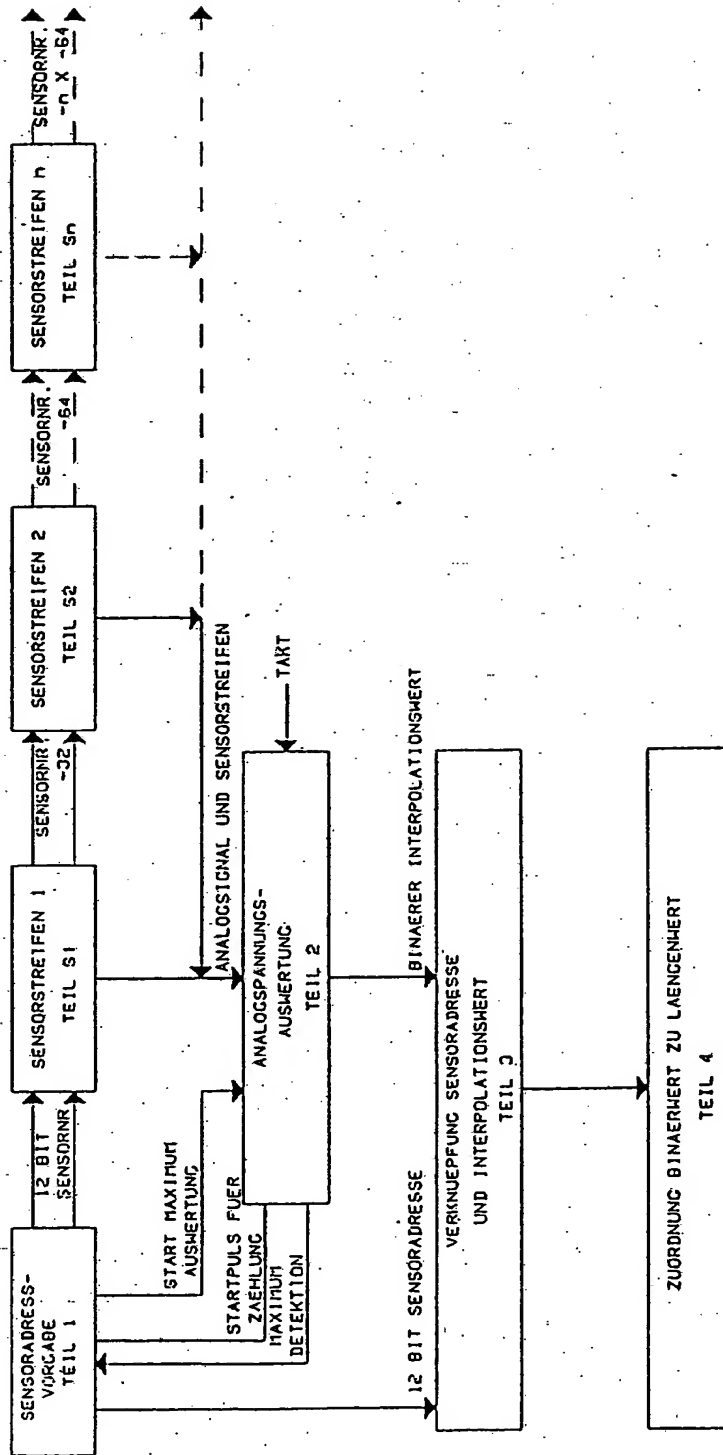 SENSORADRESS-
VORGABE
TEIL 1
12 BIT
SENSORNR
SENSORSTREIFEN 1
TEIL S1
SENSORNR.
-32
SENSORSTREIFEN 2
TEIL S2
SENSORNR.
-64
SENSORSTREIFEN n
TEIL Sn
SENSORNR.
-n X -64
START MAXIMUM
AUSWERTUNG
STARTPULS FUER
ZAEHLUNG
MAXIMUM
DETEKTION
ANALOGSIGNAL UND SENSORSTREIFEN
ANALOGSPANNUNGS-
AUSWERTUNG
TEIL 2
TAKT
12 BIT SENSORADRESSE
BINAERER INTERPOLATIONSWERT
VERKNUEPFUNG SENSORADRESSE
UND INTERPOLATIONSWERT
TEIL 3
ZUORDNUNG BINAERWERT ZU LAENGENWERT
TEIL 4